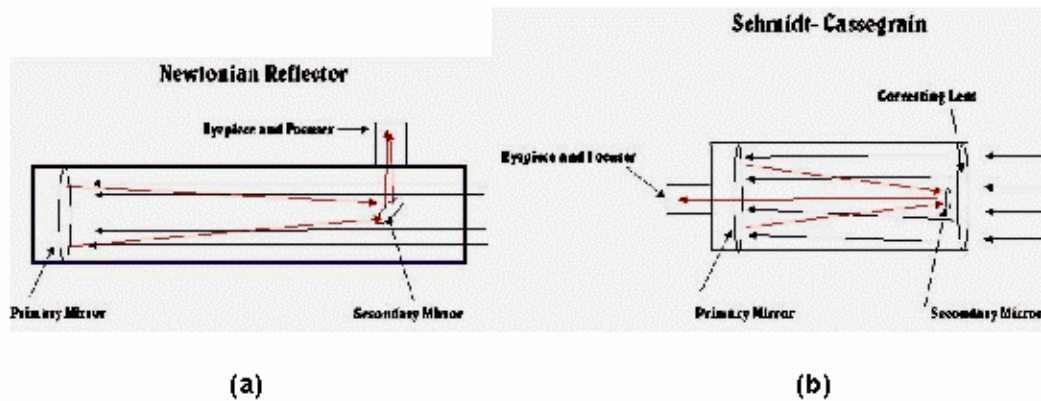 Newtonian Reflector
Eyepiece and Focuser
Primary Mirror
Secondary Mirror
(a)
Schmidt- Cassegrain
Correcting Lens
Eyepiece and Focuser
Primary Mirror
Secondary Mirror
(b)